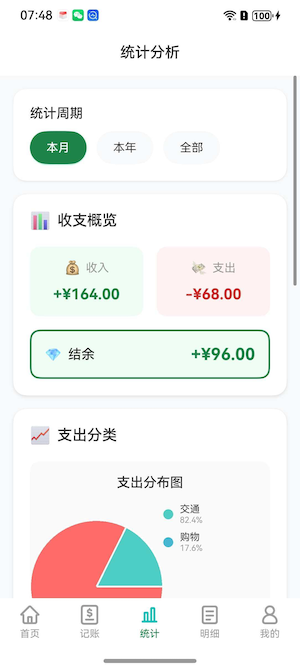 07:48
100
统计分析
统计周期
本月
本年
全部
收支概览
收入
支出
+¥164.00
-¥68.00
结余
+¥96.00
支出分类
支出分布图
交通
82.4%
购物
17.6%
首页
记账
统计
明细
我的